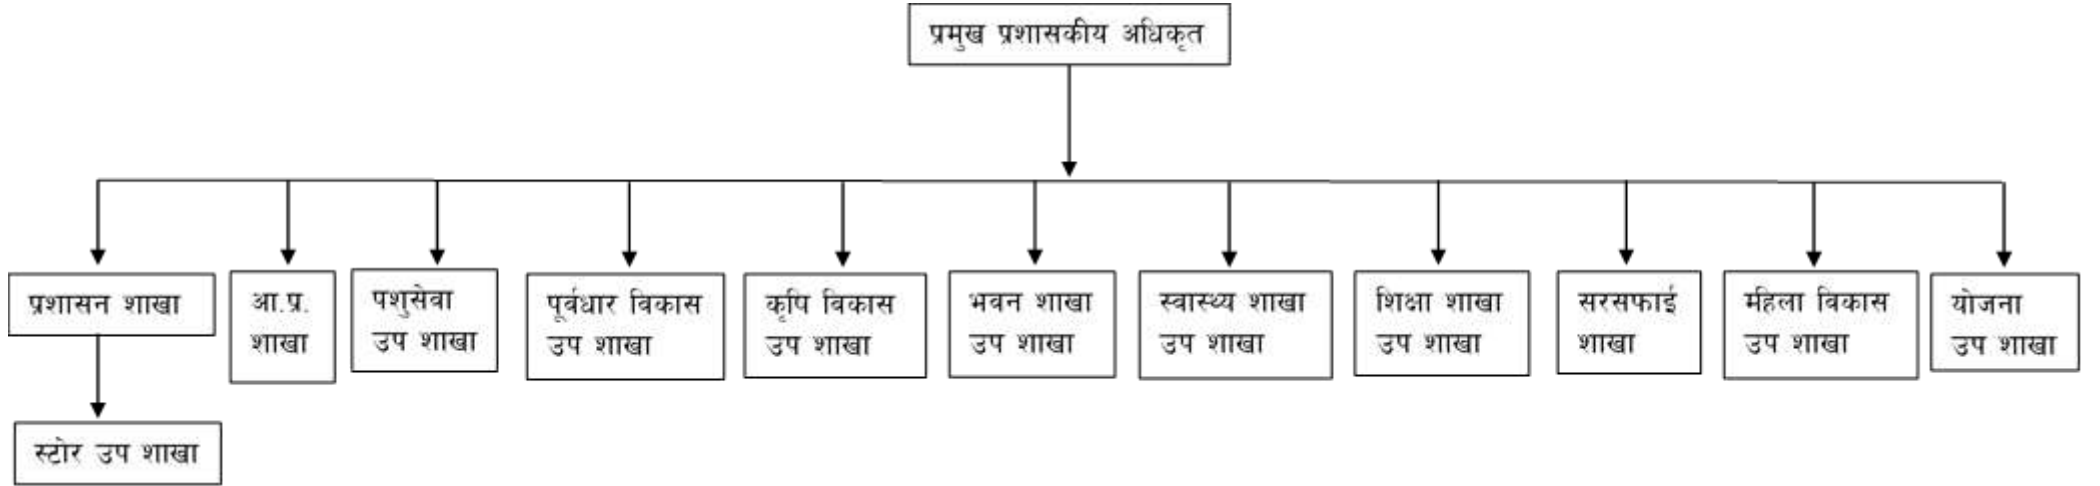 प्रमुख प्रशासकीय अधिकृत
प्रशासन शाखा
आ.प्र.
शाखा
पशुसेवा
उप शाखा
पूर्वधार विकास
उप शाखा
कृषि विकास
उप शाखा
भवन शाखा
उप शाखा
स्वास्थ्य शाखा
उप शाखा
शिक्षा शाखा
उप शाखा
सरसफाई
शाखा
महिला विकास
उप शाखा
योजना
उप शाखा
स्टोर उप शाखा